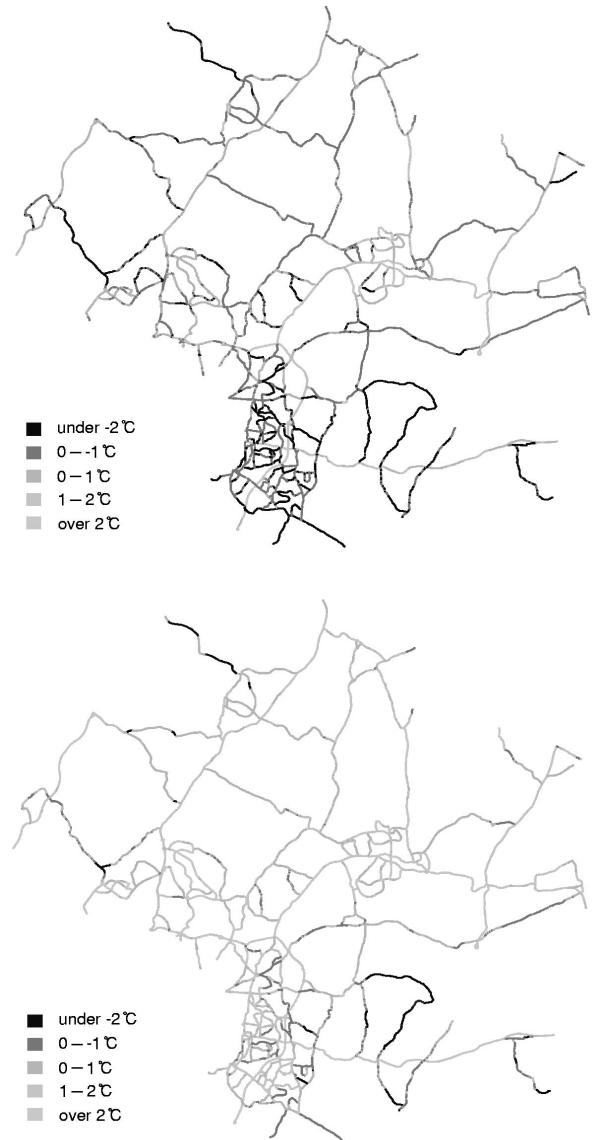 under -2℃
0 — -1℃
0 — 1℃
1 — 2℃
over 2℃
under -2℃
0 — -1℃
0 — 1℃
1 — 2℃
over 2℃